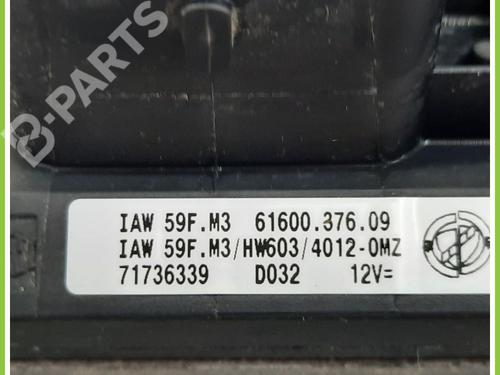 B-PARTS
IAW 59F.M3 61600.376.09
IAW 59F.M3/HW603/4012-0MZ
71736339 D032 12V=